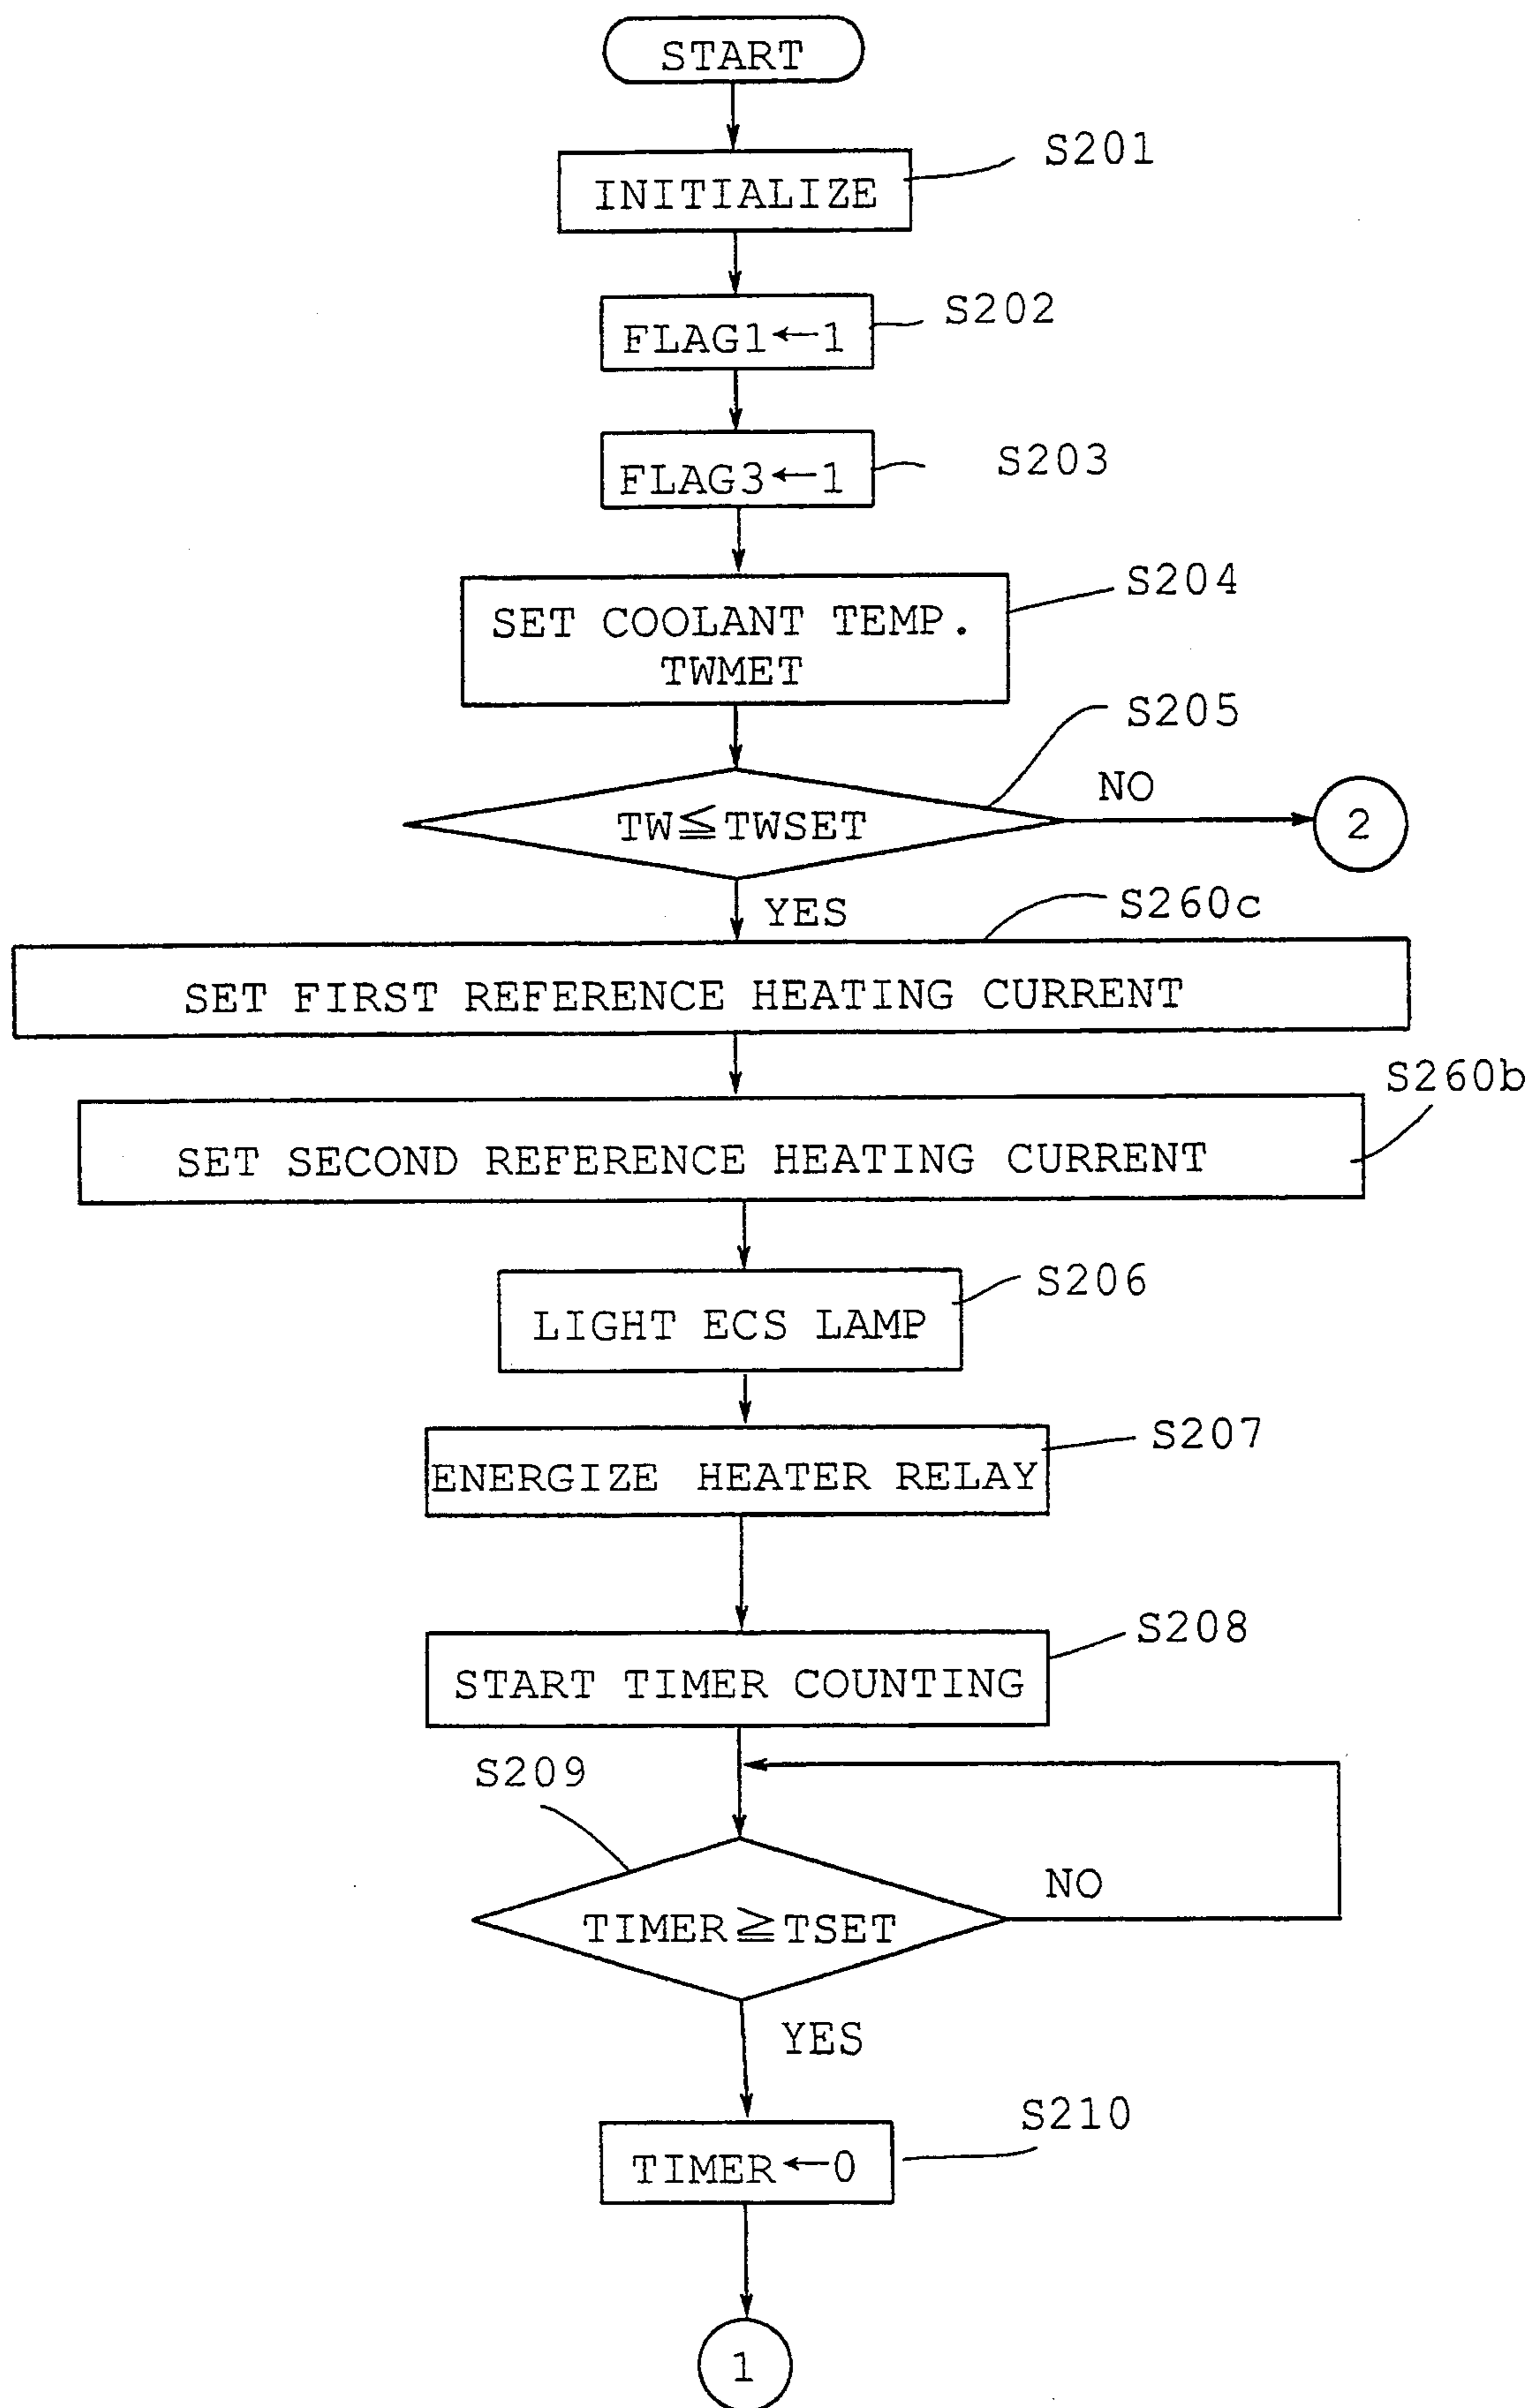 START
S201
INITIALIZE
S202
FLAG1←1
S203
FLAG3←1
S204
SET COOLANT TEMP.
TWMET
S205
NO
TW≦TWSET
2
YES
S260c
SET FIRST REFERENCE HEATING CURRENT
S260b
SET SECOND REFERENCE HEATING CURRENT
S206
LIGHT ECS LAMP
S207
ENERGIZE HEATER RELAY
S208
START TIMER COUNTING
S209
NO
TIMER≧TSET
YES
S210
TIMER←0
1